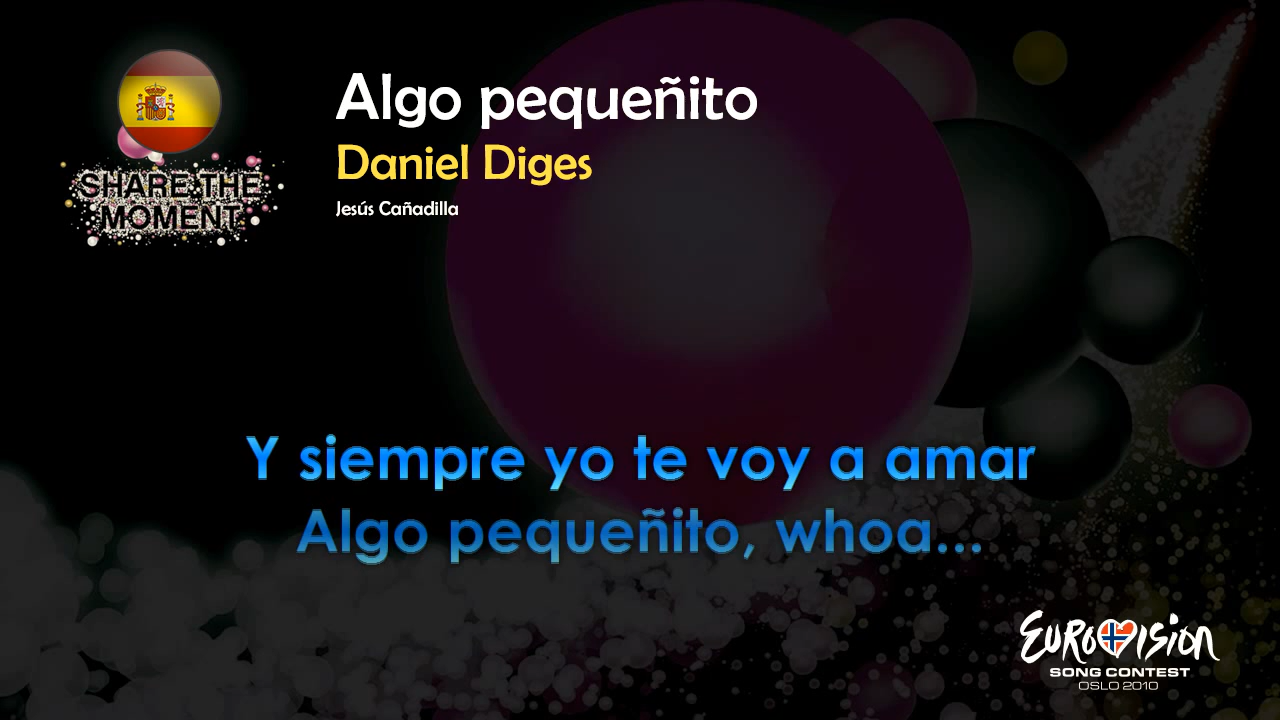 Algo pequeñito
Daniel Diges
Jesús Cañadilla
SHARE THE
MOMENT
Y siempre yo te voy a amar
Algo pequeñito, whoa...
EUROVISION
SONG CONTEST
OSLO 2010